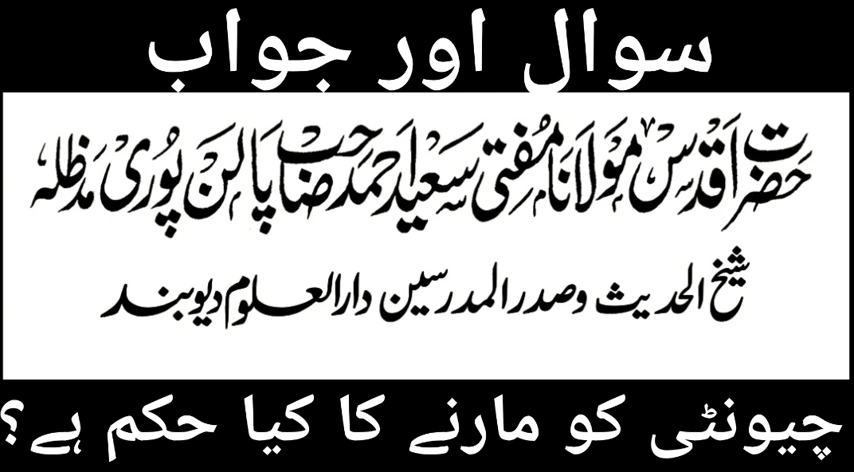 سوال اور جواب
حضرت اقدس مولانا مفتی سعید احمد صاحب پالن پوری مدظلہ
شیخ الحدیث وصدر المدرسین دارالعلوم دیوبند
چیونٹی کو مارنے کا کیا حکم ہے؟